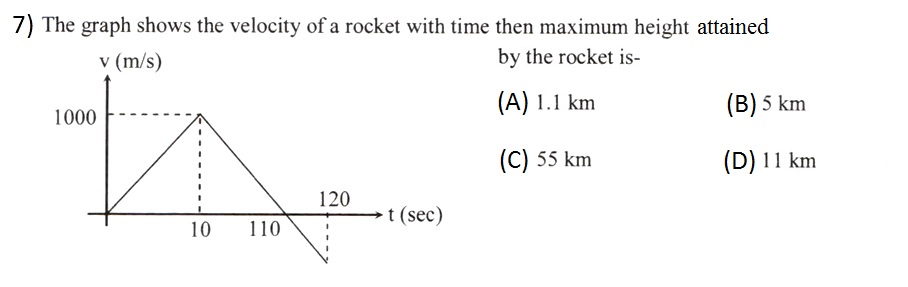 7) The graph shows the velocity of a rocket with time then maximum height attained
by the rocket is-
v (m/s)
1000
120
t (sec)
10 110
(A) 1.1 km (B) 5 km
(C) 55 km (D) 11 km